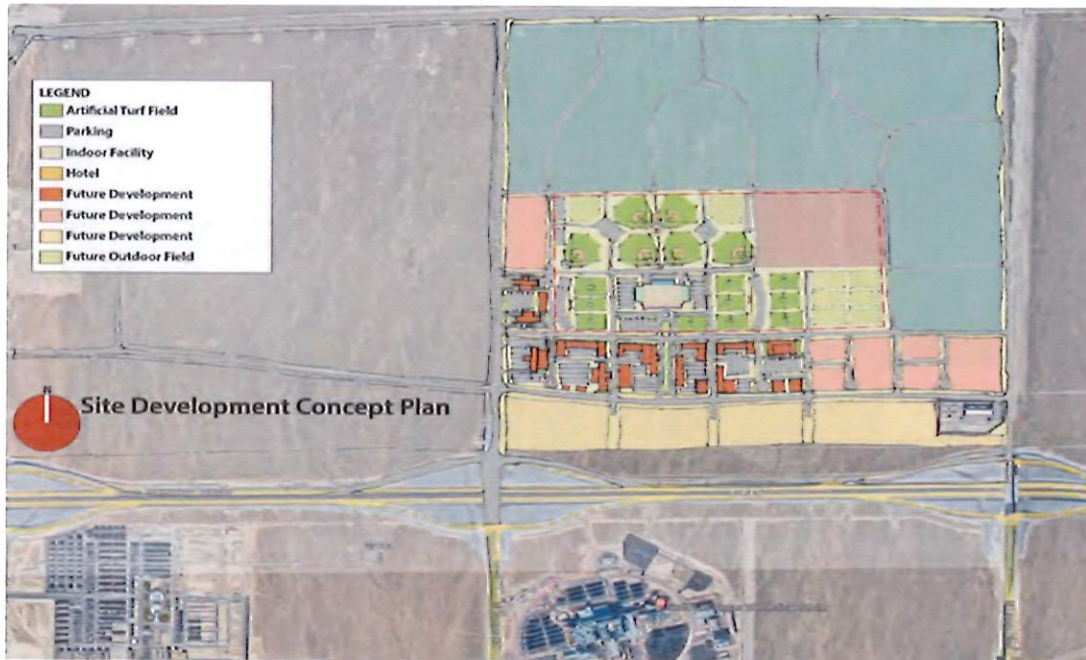 LEGEND
Artificial Turf Field
Parking
Indoor Facility
Hotel
Future Development
Future Development
Future Development
Future Outdoor Field
N
Site Development Concept Plan